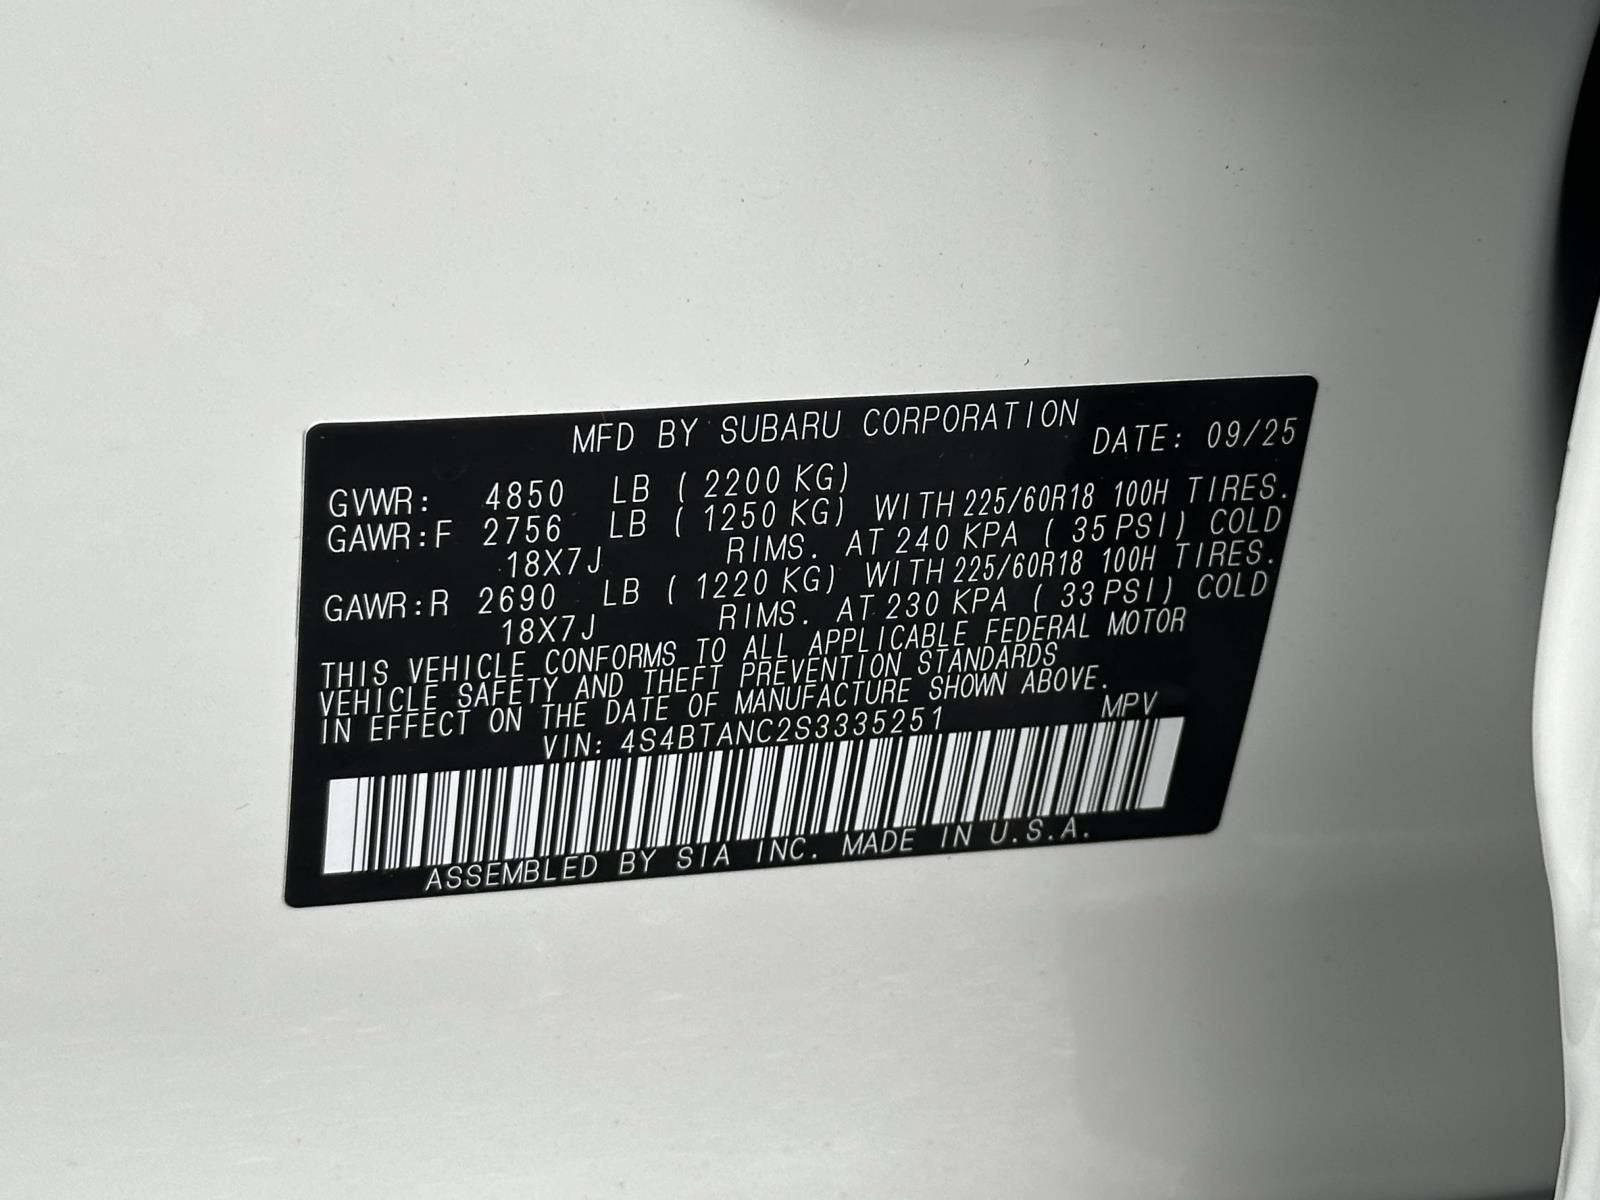 MFD BY SUBARU CORPORATION DATE: 09/25
GVWR: 4850 LB ( 2200 KG)
GAWR:F 2756 LB ( 1250 KG) WITH 225/60R18 100H TIRES.
18X7J RIMS. AT 240 KPA ( 35 PSI) COLD
GAWR:R 2690 LB ( 1220 KG) WITH 225/60R18 100H TIRES.
18X7J RIMS. AT 230 KPA ( 33 PSI) COLD
THIS VEHICLE CONFORMS TO ALL APPLICABLE FEDERAL MOTOR
VEHICLE SAFETY AND THEFT PREVENTION STANDARDS
IN EFFECT ON THE DATE OF MANUFACTURE SHOWN ABOVE.
VIN: 4S4BTANC2S3335251 MPV
ASSEMBLED BY SIA INC. MADE IN U.S.A.